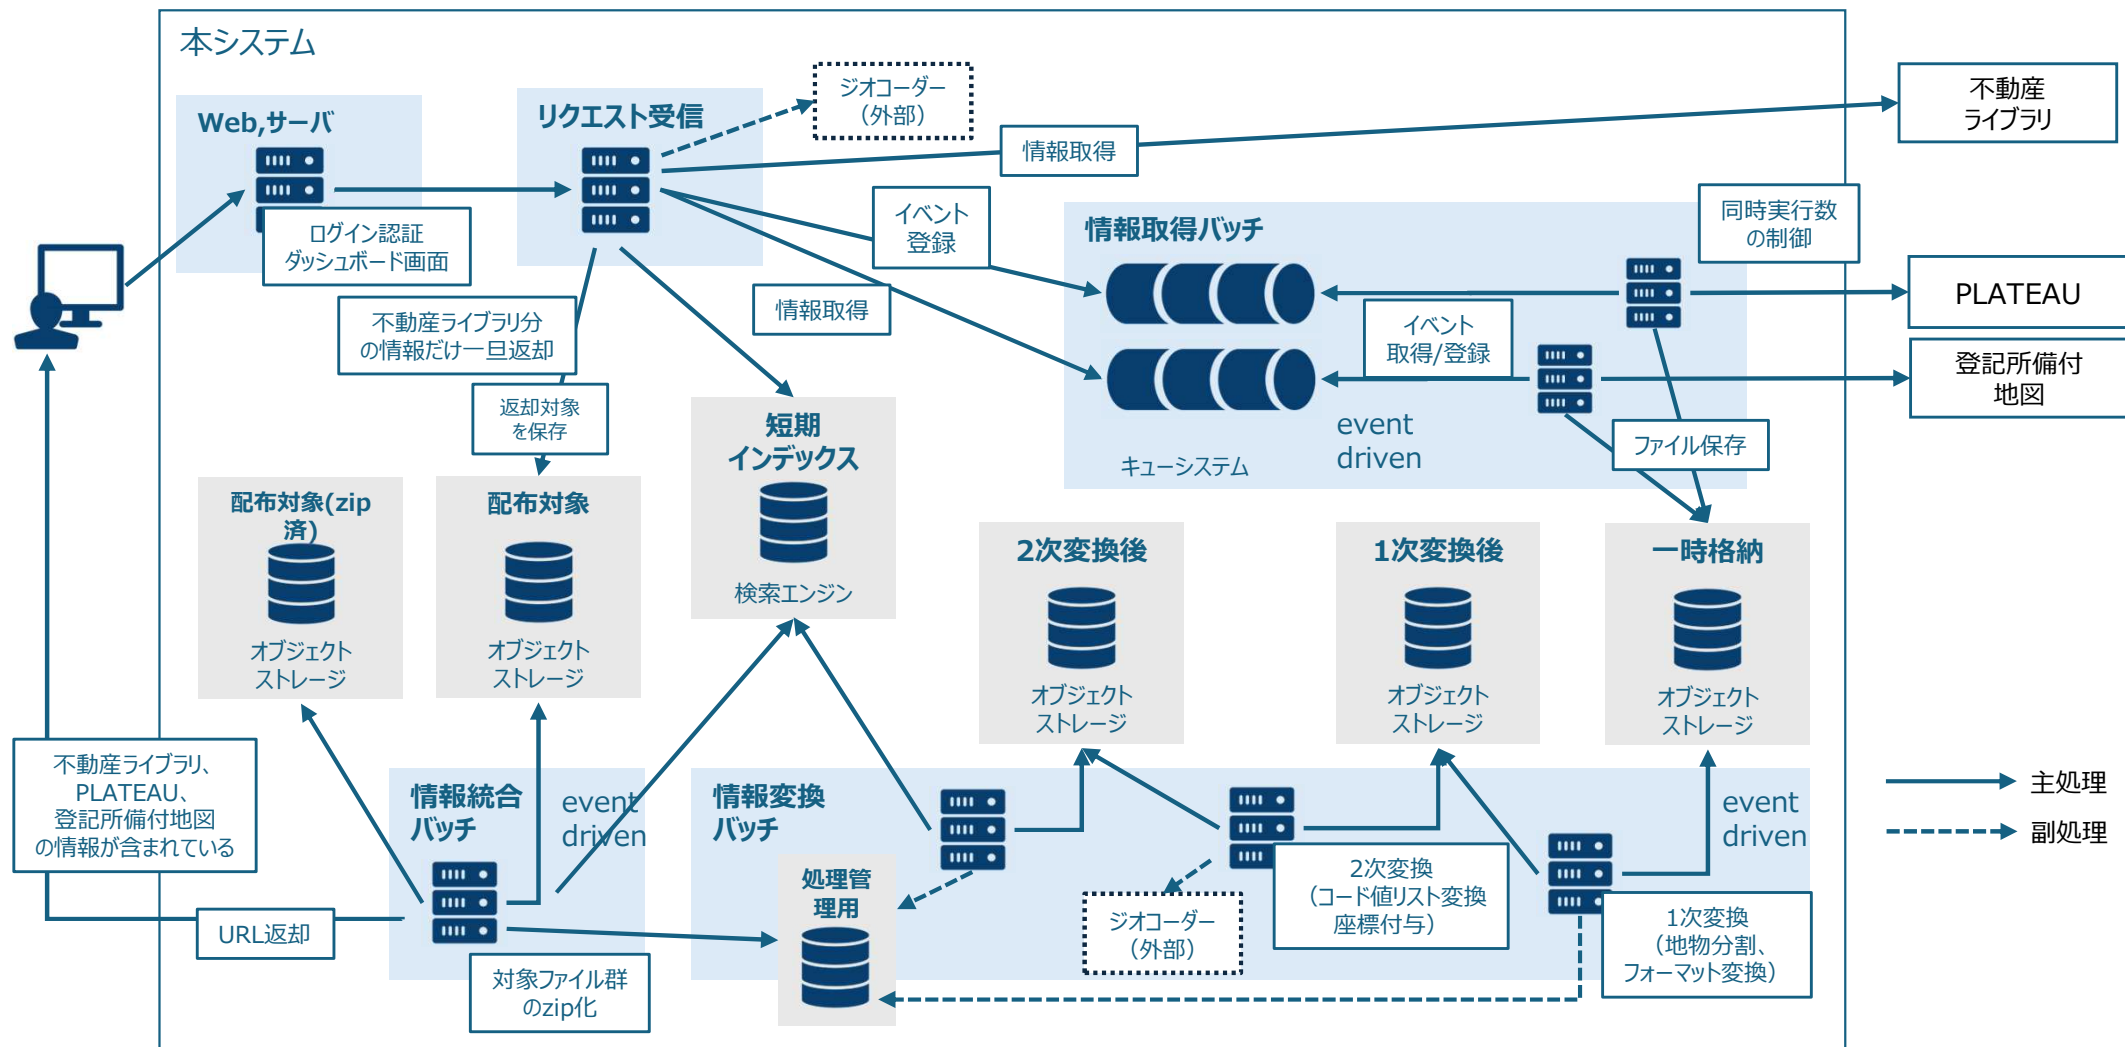 本システム
Web,サーバ
ログイン認証
ダッシュボード画面
リクエスト受信
ジオコーダー
（外部）
情報取得
不動産
ライブラリ
イベント
登録
情報取得
情報取得バッチ
同時実行数
の制御
イベント
取得/登録
PLATEAU
登記所備付
地図
event
driven
キューシステム
ファイル保存
不動産ライブラリ分
の情報だけ一旦返却
返却対象
を保存
短期
インデックス
検索エンジン
配布対象(zip
済)
オブジェクト
ストレージ
配布対象
オブジェクト
ストレージ
2次変換後
オブジェクト
ストレージ
1次変換後
オブジェクト
ストレージ
一時格納
オブジェクト
ストレージ
不動産ライブラリ、
PLATEAU、
登記所備付地図
の情報が含まれている
URL返却
情報統合
バッチ
event
driven
対象ファイル群
のzip化
情報変換
バッチ
処理管
理用
ジオコーダー
（外部）
2次変換
（コード値リスト変換
座標付与）
event
driven
1次変換
（地物分割、
フォーマット変換）
主処理
副処理